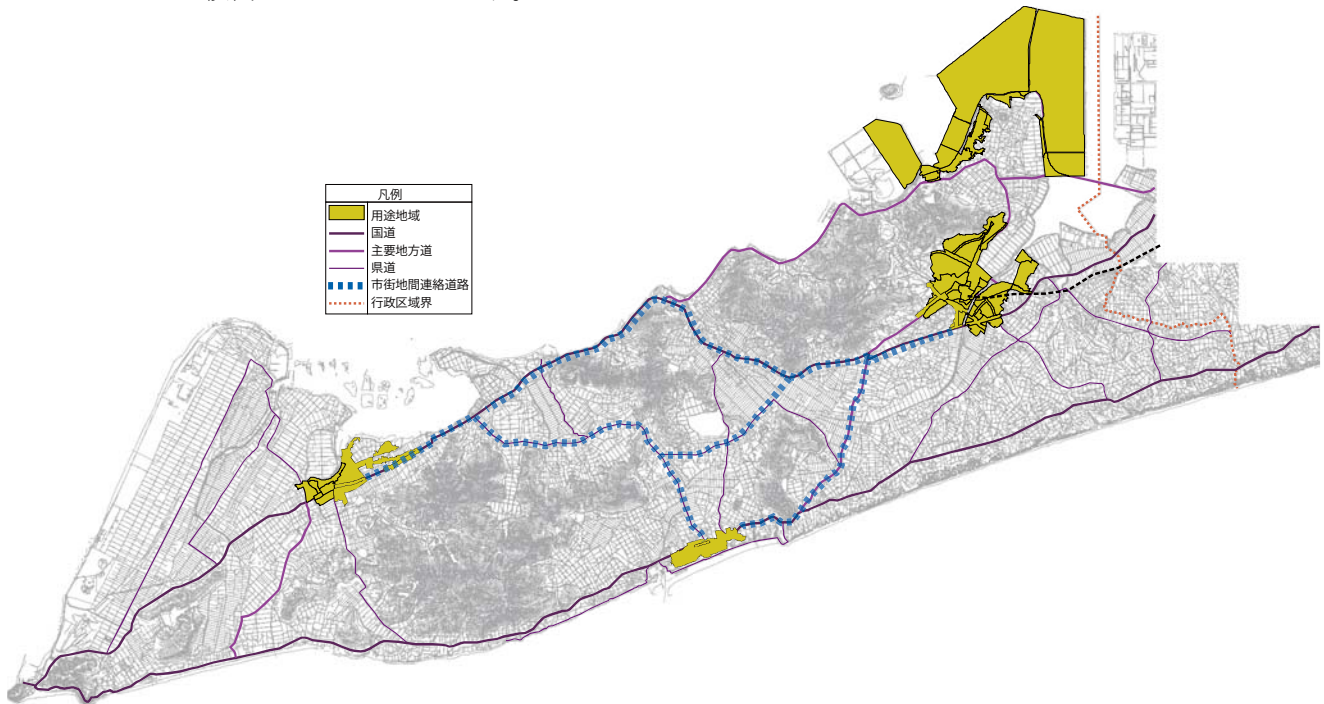 凡例
用途地域
国道
主要地方道
県道
市街地間連絡道路
行政区域界